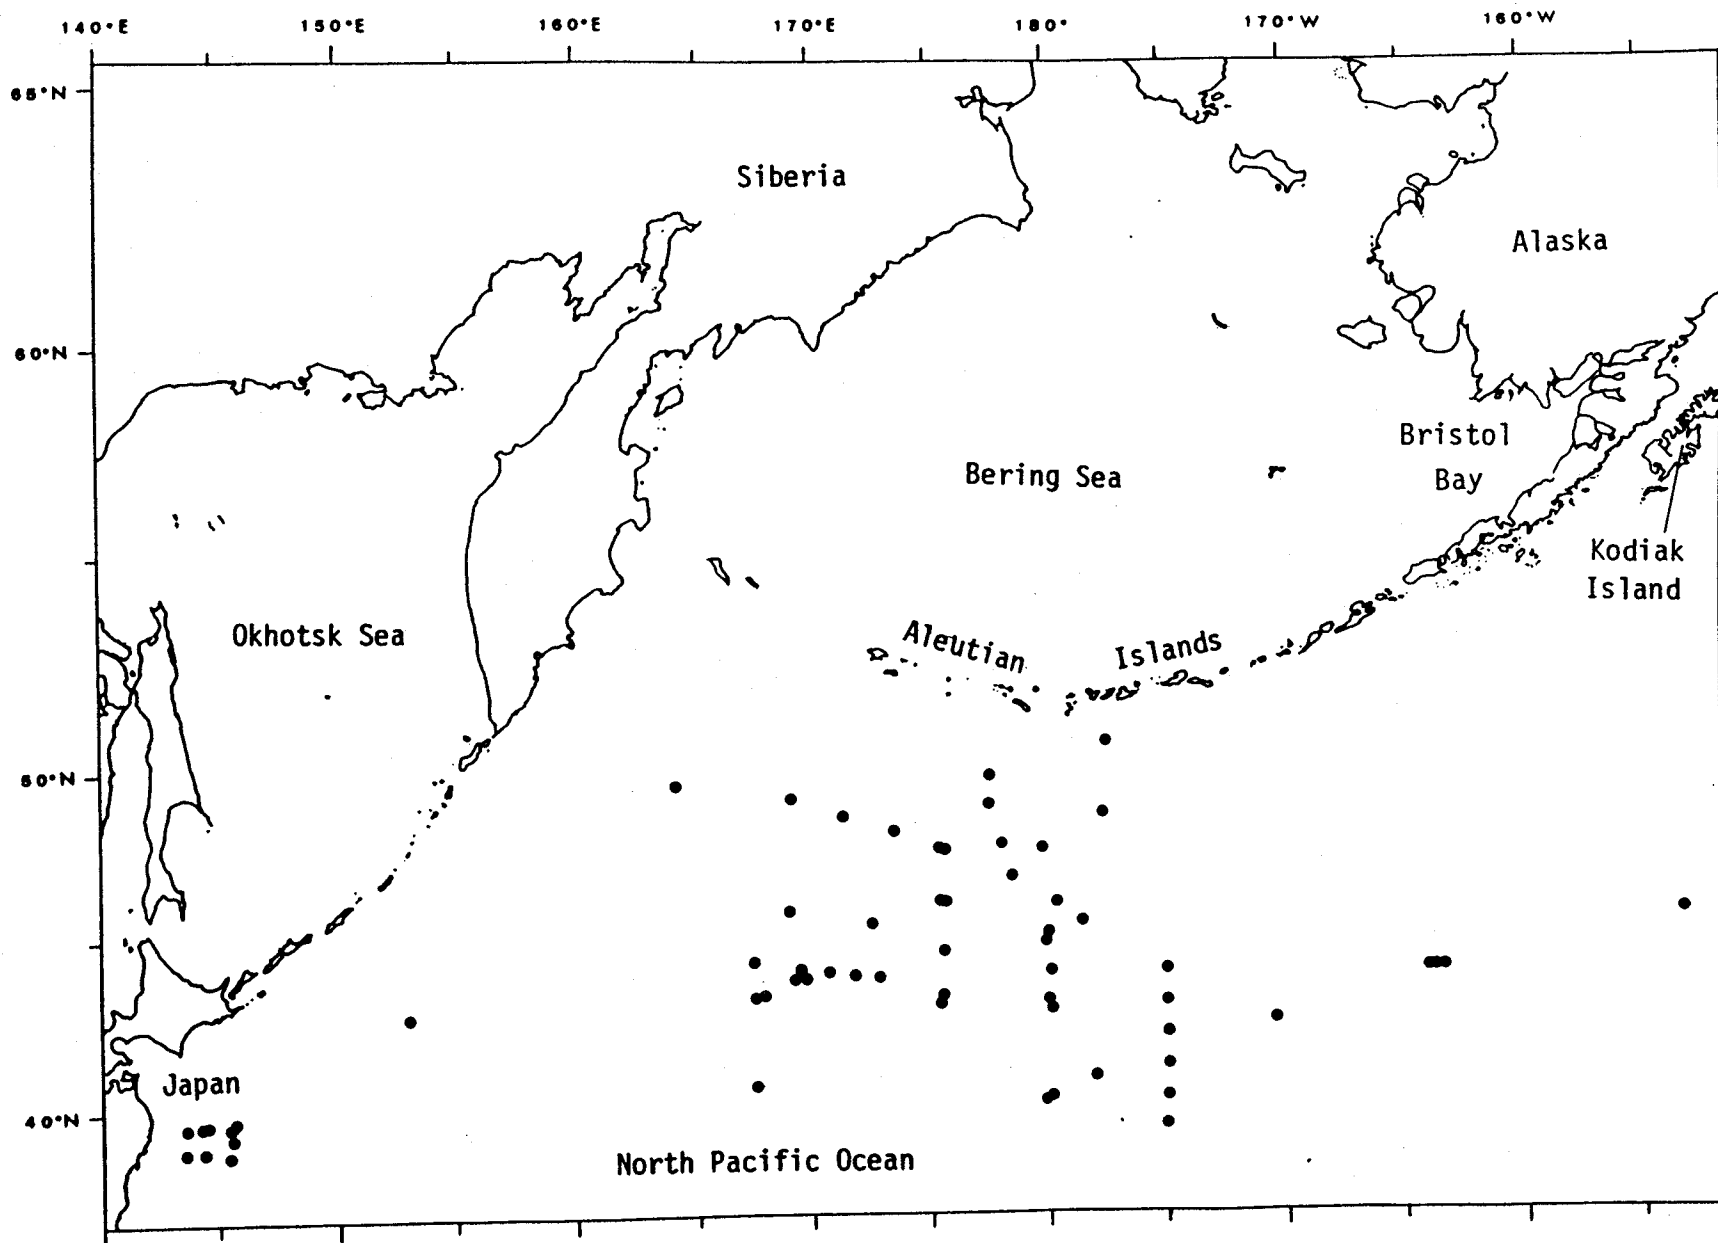 140°E 150°E 160°E 170°E 180° 170°W 160°W
65°N
Siberia
Alaska
60°N
Bristol
Bay
Bering Sea
Kodiak
Island
Okhotsk Sea
Aleutian Islands
50°N
Japan
40°N
North Pacific Ocean